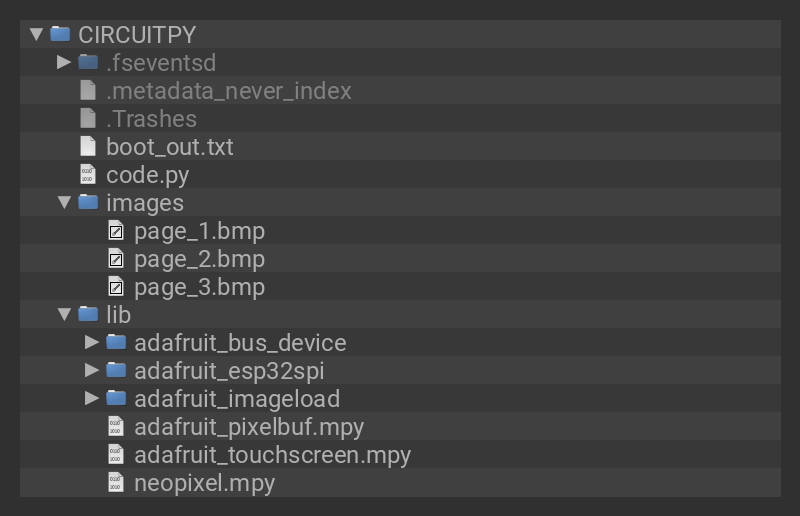 CIRCUITPY
.fseventsd
.metadata_never_index
.Trashes
boot_out.txt
code.py
images
page_1.bmp
page_2.bmp
page_3.bmp
lib
adafruit_bus_device
adafruit_esp32spi
adafruit_imageload
adafruit_pixelbuf.mpy
adafruit_touchscreen.mpy
neopixel.mpy